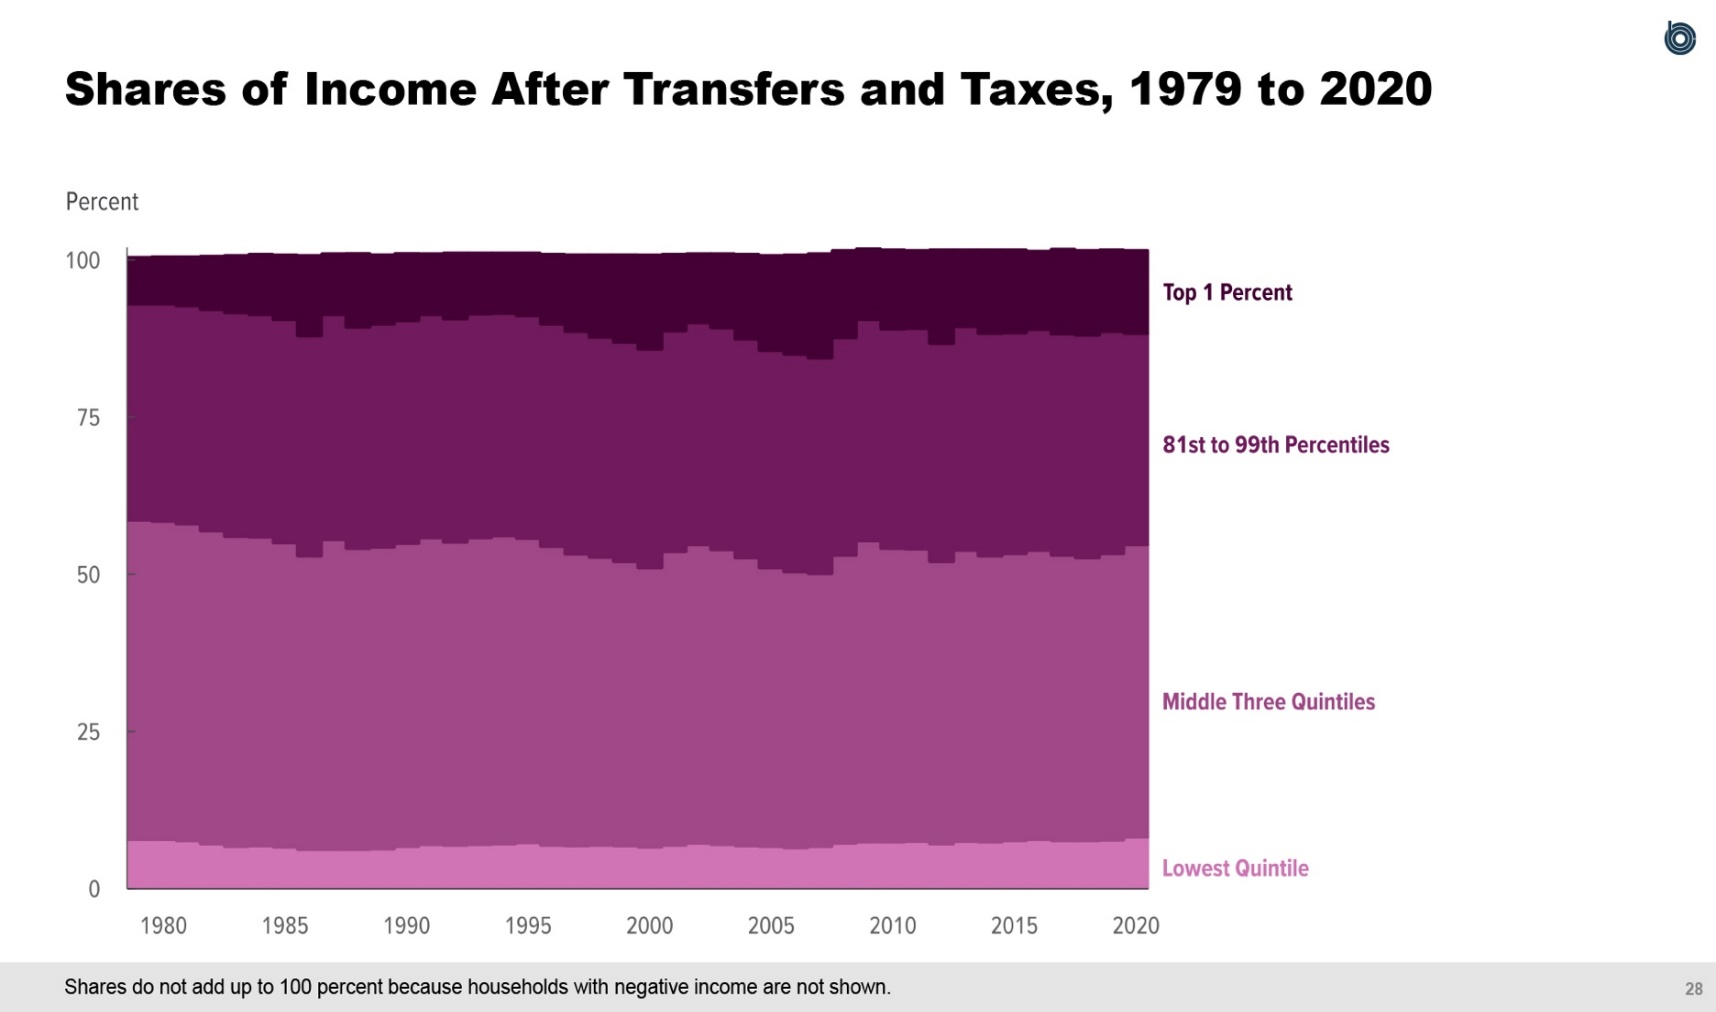 Shares of Income After Transfers and Taxes, 1979 to 2020
Percent
100
75
50
25
0
Top 1 Percent
81st to 99th Percentiles
Middle Three Quintiles
Lowest Quintile
1980 1985 1990 1995 2000 2005 2010 2015 2020
Shares do not add up to 100 percent because households with negative income are not shown.
28